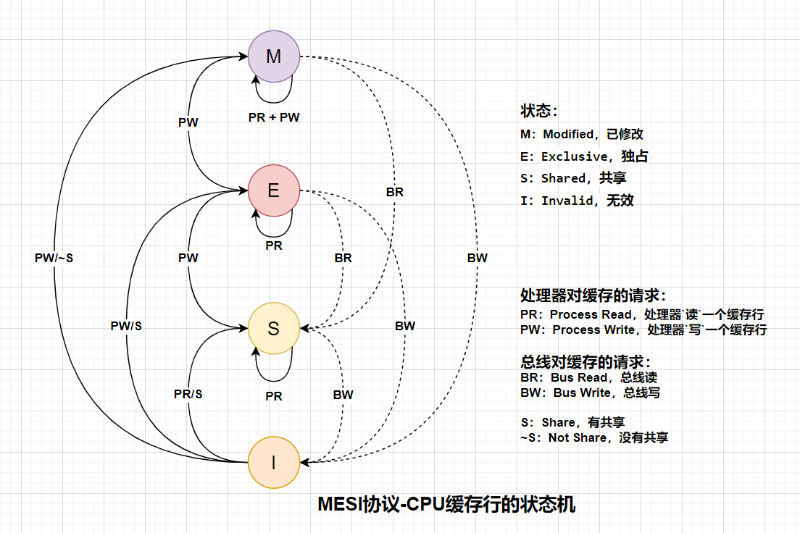 M
PR + PW
PW
E
PR
BR
BR
PW
BW
PW/~S
PW/S
BW
S
PR
PR/S
BW
I
状态：
M：Modified，已修改
E：Exclusive，独占
S：Shared，共享
I：Invalid，无效
处理器对缓存的请求：
PR：Process Read，处理器`读`一个缓存行
PW：Process Write，处理器`写`一个缓存行
总线对缓存的请求：
BR：Bus Read，总线读
BW：Bus Write，总线写
S：Share，有共享
~S：Not Share，没有共享
MESI协议-CPU缓存行的状态机